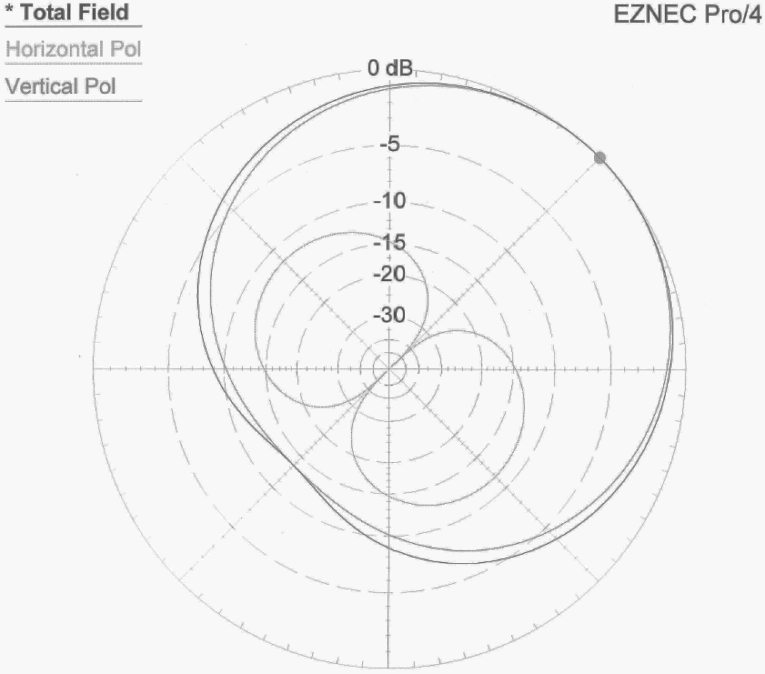 * Total Field
EZNEC Pro/4
Horizontal Pol
Vertical Pol
0 dB
-5
-10
-15
-20
-30